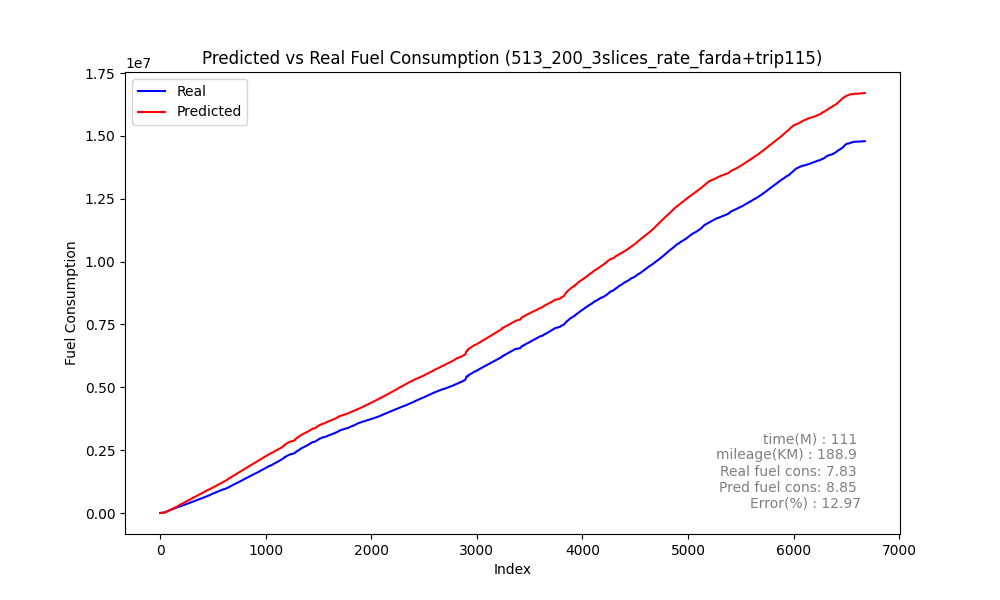 Predicted vs Real Fuel Consumption (513_200_3slices_rate_farda+trip115)
1e7
Real
Predicted
1.75
1.50
1.25
1.00
0.75
0.50
0.25
0.00
Fuel Consumption
time(M) : 111
mileage(KM) : 188.9
Real fuel cons: 7.83
Pred fuel cons: 8.85
Error(%) : 12.97
0 1000 2000 3000 4000 5000 6000 7000
Index